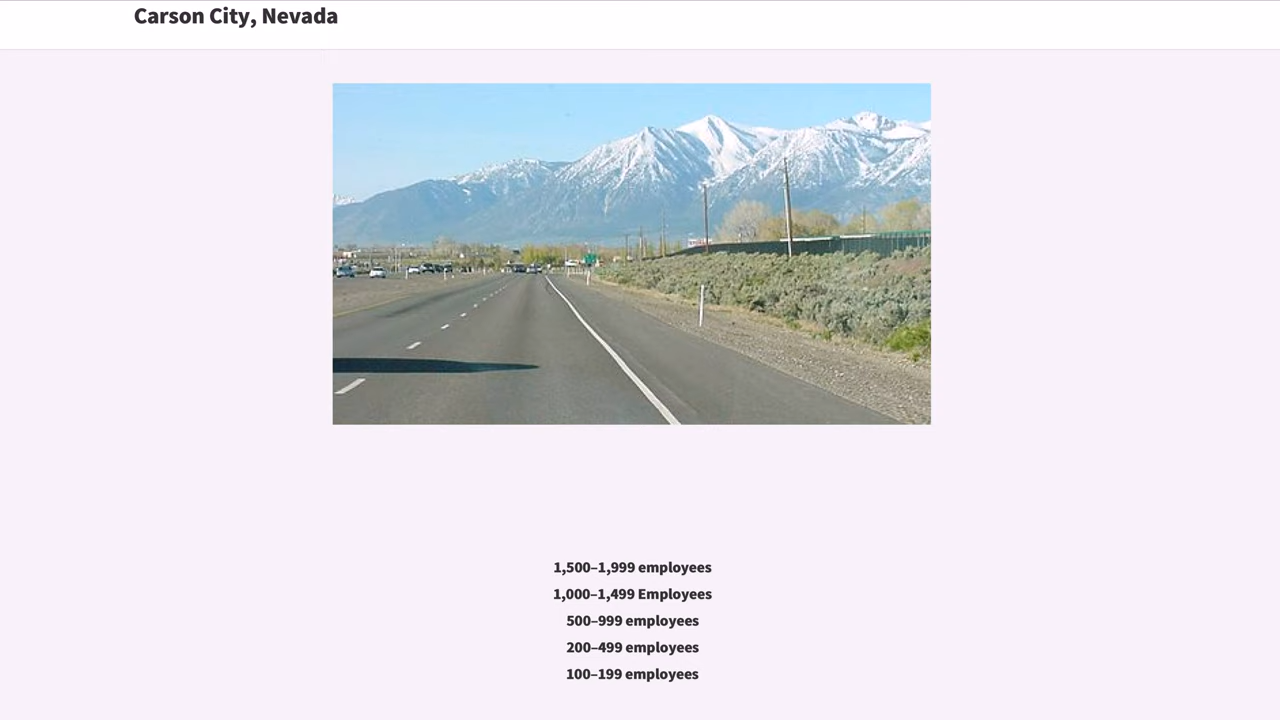 Carson City, Nevada
1,500–1,999 employees
1,000–1,499 Employees
500–999 employees
200–499 employees
100–199 employees